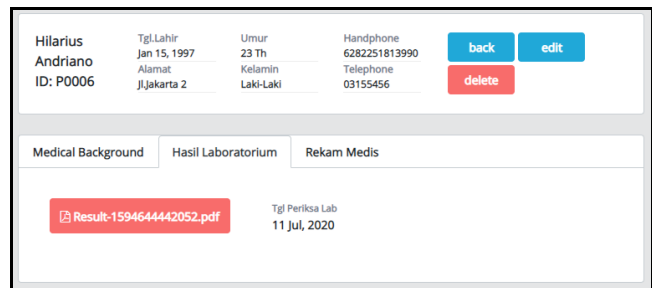 Hilarius
Andriano
ID: P0006
Tgl.Lahir
Jan 15, 1997
Alamat
Jl.Jakarta 2
Umur
23 Th
Kelamin
Laki-Laki
Handphone
6282251813990
Telephone
03155456
back
edit
delete
Medical Background
Hasil Laboratorium
Rekam Medis
Result-1594644442052.pdf
Tgl Periksa Lab
11 Jul, 2020